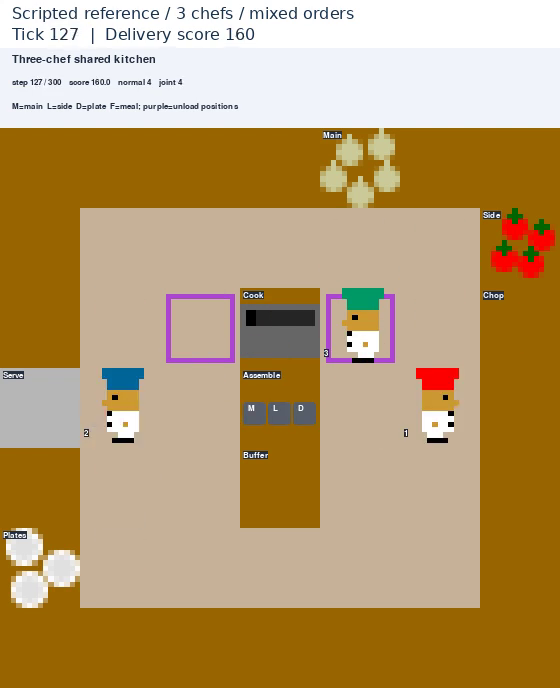 Scripted reference / 3 chefs / mixed orders
Tick 127 | Delivery score 160
Three-chef shared kitchen
step 127 / 300 score 160.0 normal 4 joint 4
M=main L=side D=plate F=meal; purple=unload positions
Main
Side
Cook
Chop
3
Serve
Assemble
M L D
2
1
Buffer
Plates